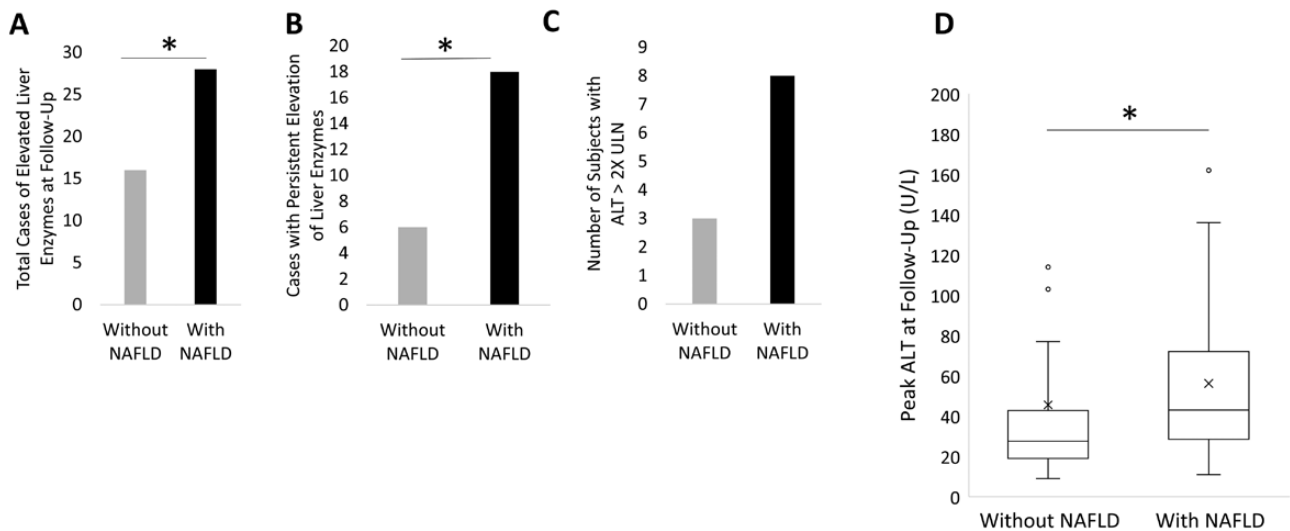 A
Total Cases of Elevated Liver
Enzymes at Follow-Up
30
25
20
15
10
5
0
*
Without
NAFLD
With
NAFLD
B
Cases with Persistent Elevation
of Liver Enzymes
20
18
16
14
12
10
8
6
4
2
0
*
Without
NAFLD
With
NAFLD
C
Number of Subjects with
ALT > 2X ULN
9
8
7
6
5
4
3
2
1
0
Without
NAFLD
With
NAFLD
D
Peak ALT at Follow-Up (U/L)
200
180
160
140
120
100
80
60
40
20
0
*
Without NAFLD
With NAFLD